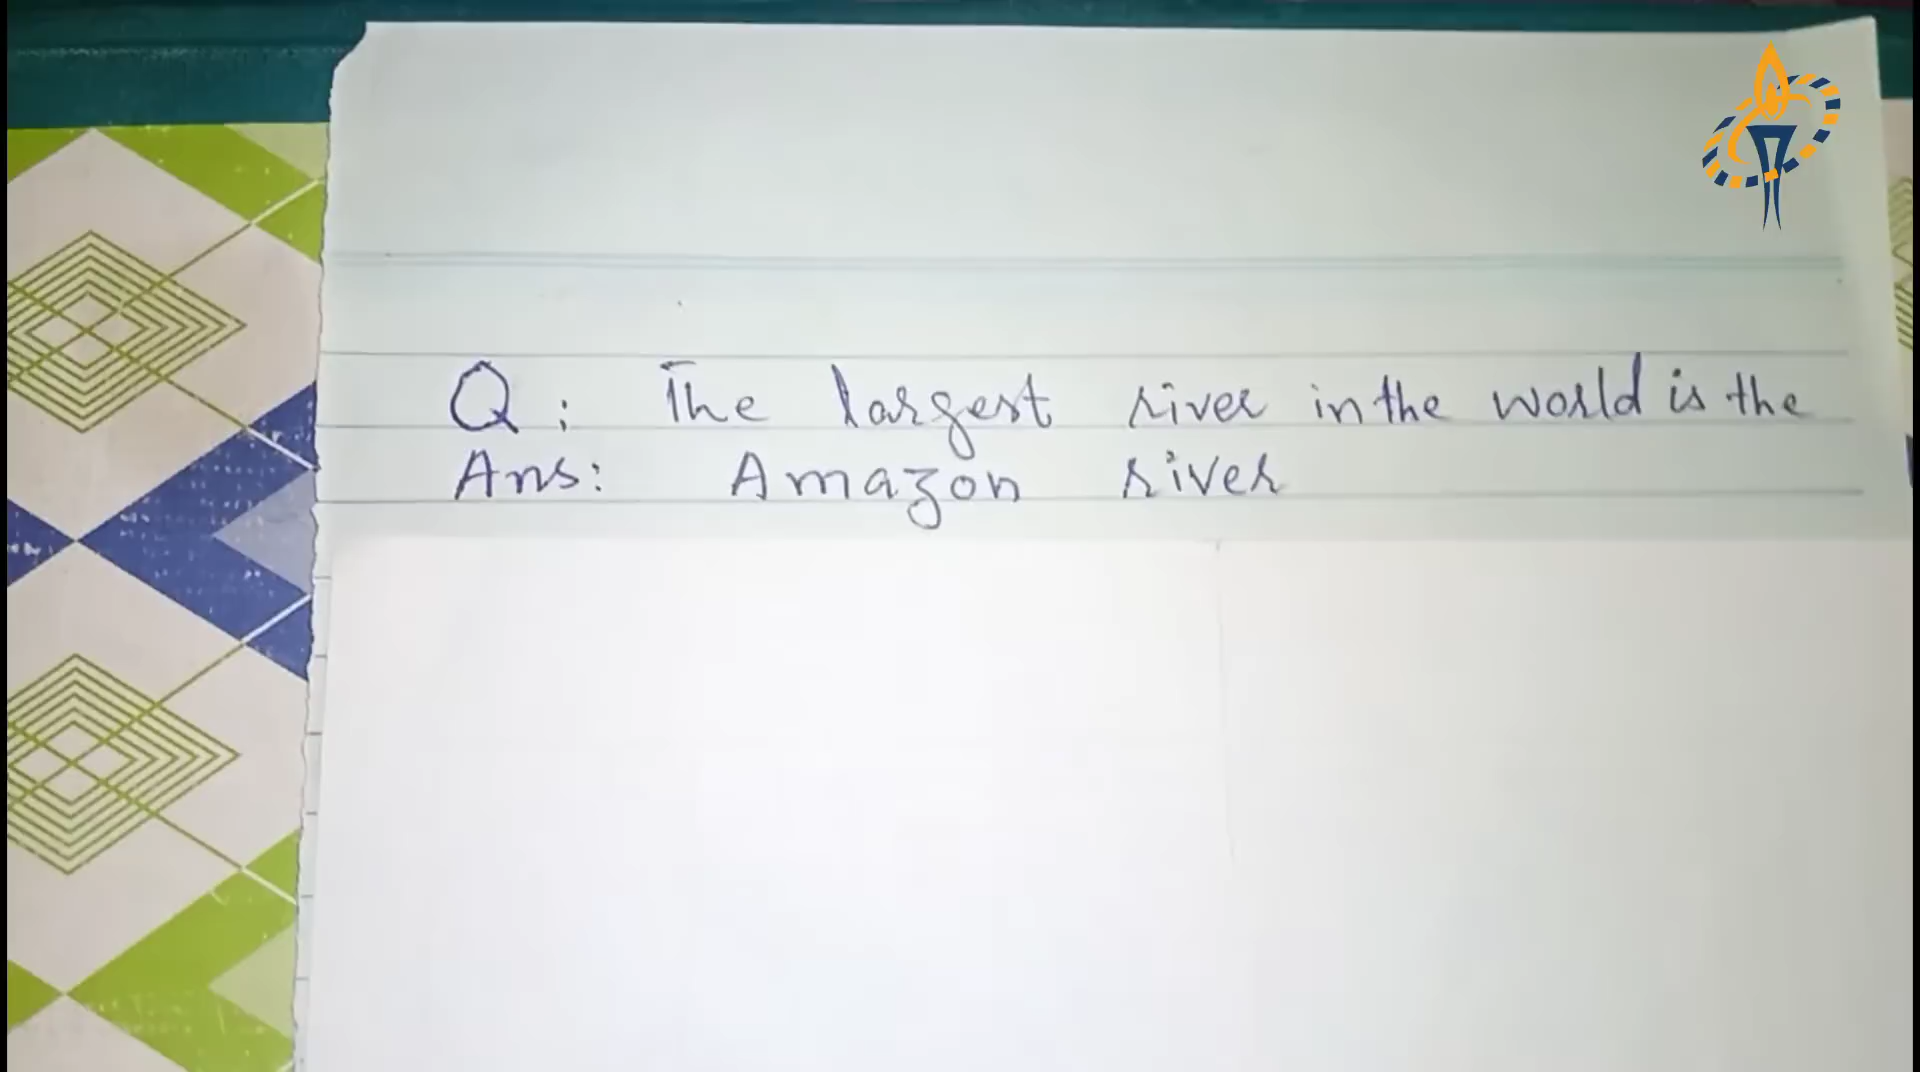 Q: The largest river in the world is the
Ans: Amazon river